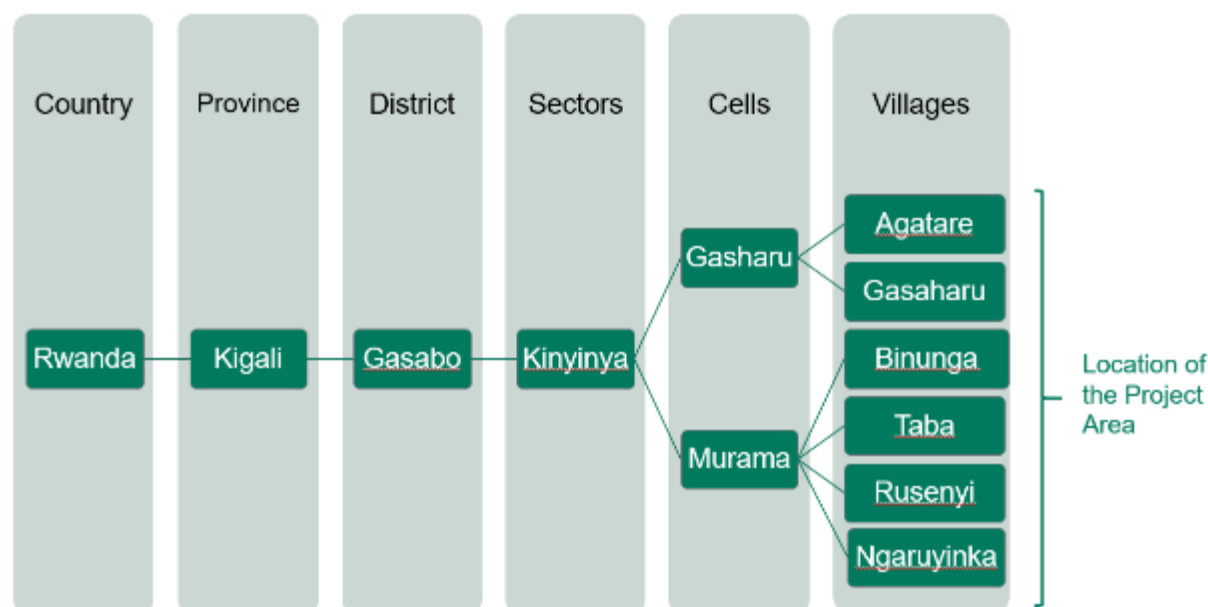 Country
Province
District
Sectors
Cells
Villages
Rwanda
Kigali
Gasabo
Kinyinya
Gasharu
Murama
Agatare
Gasaharu
Binunga
Taba
Rusenyi
Ngaruyinka
Location of
the Project
Area